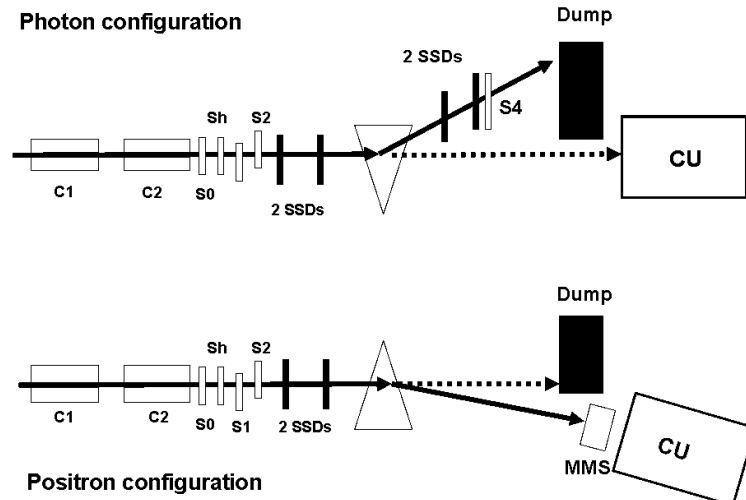 Photon configuration
Dump
2 SSDs
Sh
S2
S4
CU
C1
C2
S0
2 SSDs
Dump
Sh
S2
C1
C2
S0
S1
2 SSDs
CU
MMS
Positron configuration